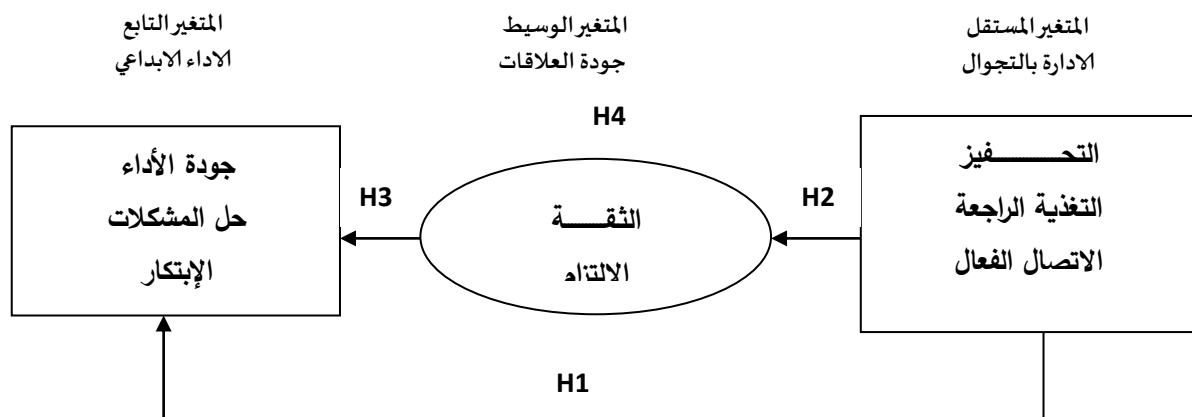 المتغير المستقل
الادارة بالتجوال
المتغير الوسيط
جودة العلاقات
المتغير التابع
الاداء الابداعي
H4
التحـــــــفيز
التغذية الراجعة
الاتصال الفعال
H2
الثقـــــة
الالتزام
H3
جودة الأداء
حل المشكلات
الإبتكار
H1